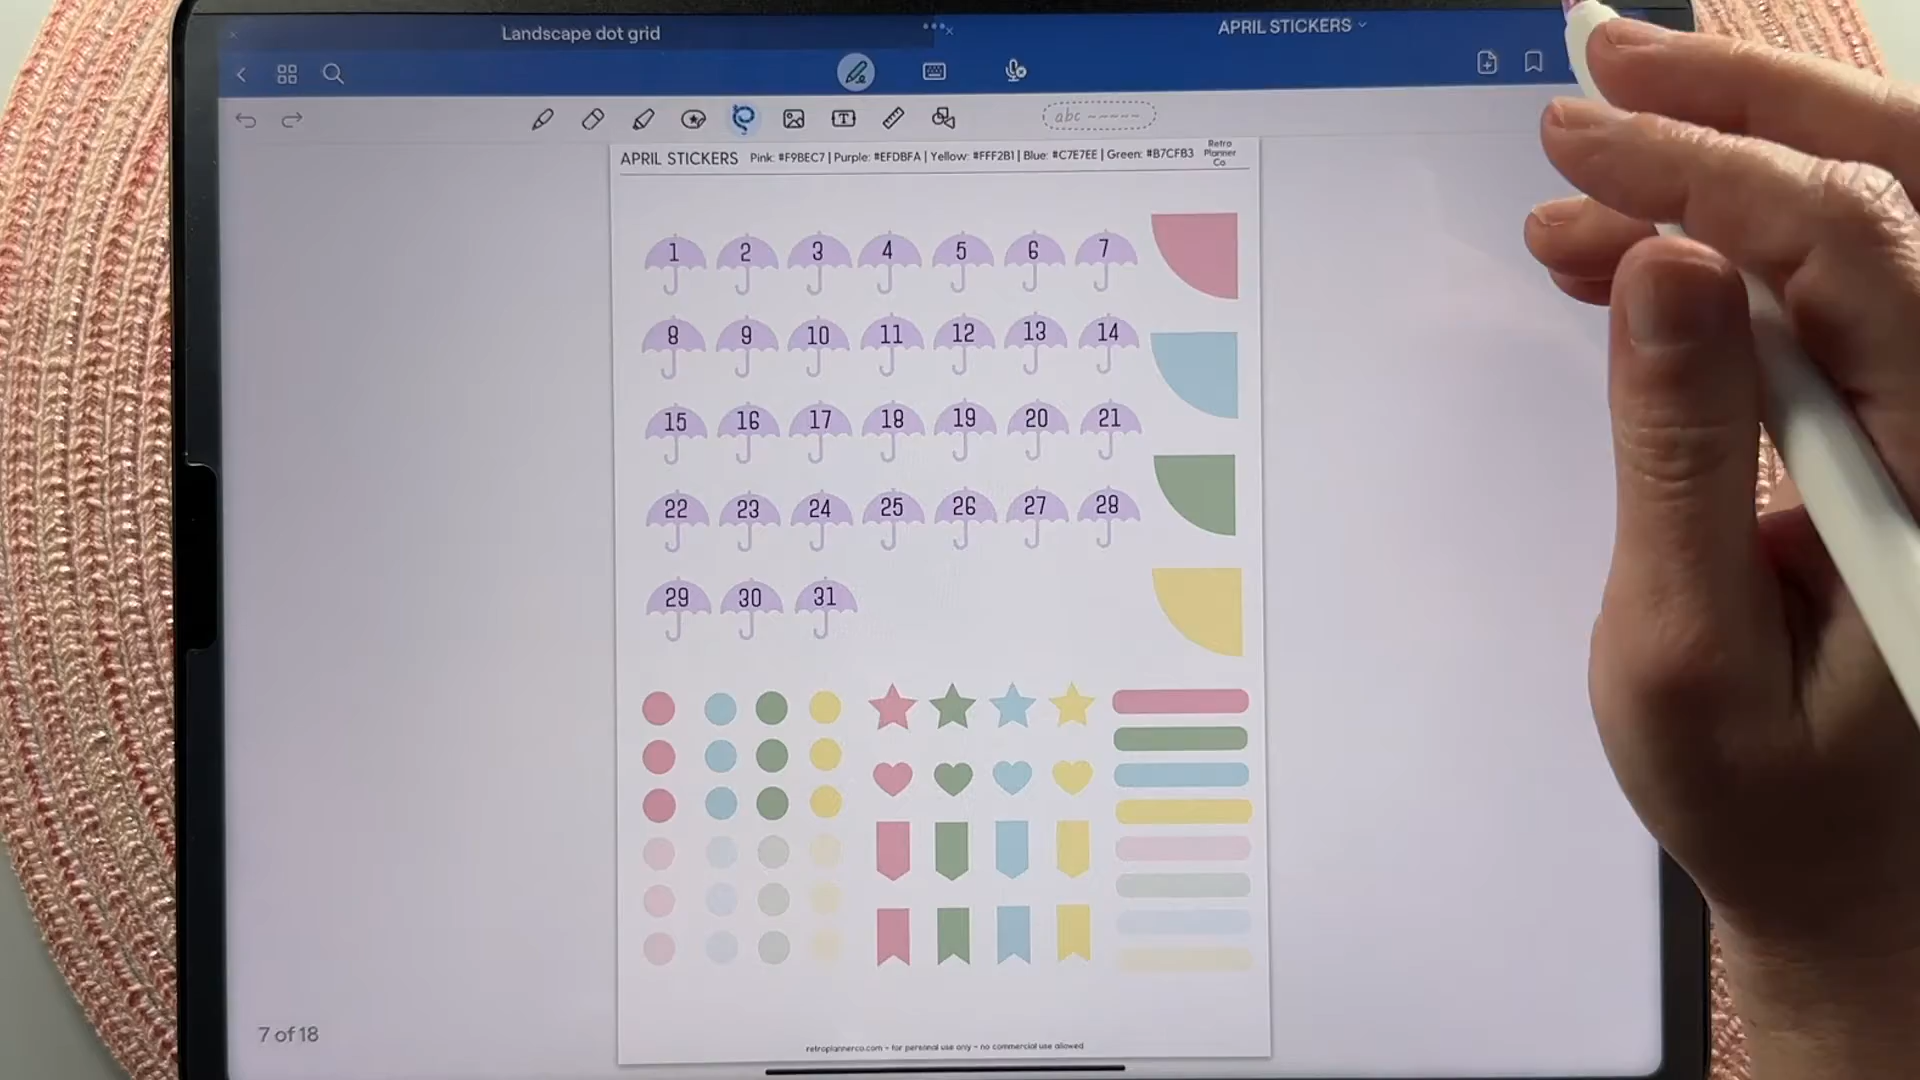 Landscape dot grid
APRIL STICKERS
abc
APRIL STICKERS Pink: #F9BEC7 | Purple: #EFDBFA | Yellow: #FFF2B1 | Blue: #C7E7EE | Green: #B7CFB3
Retro
Planner
Co
1 2 3 4 5 6 7
8 9 10 11 12 13 14
15 16 17 18 19 20 21
22 23 24 25 26 27 28
29 30 31
7 of 18
retroplannerco.com - for personal use only - no commercial use allowed